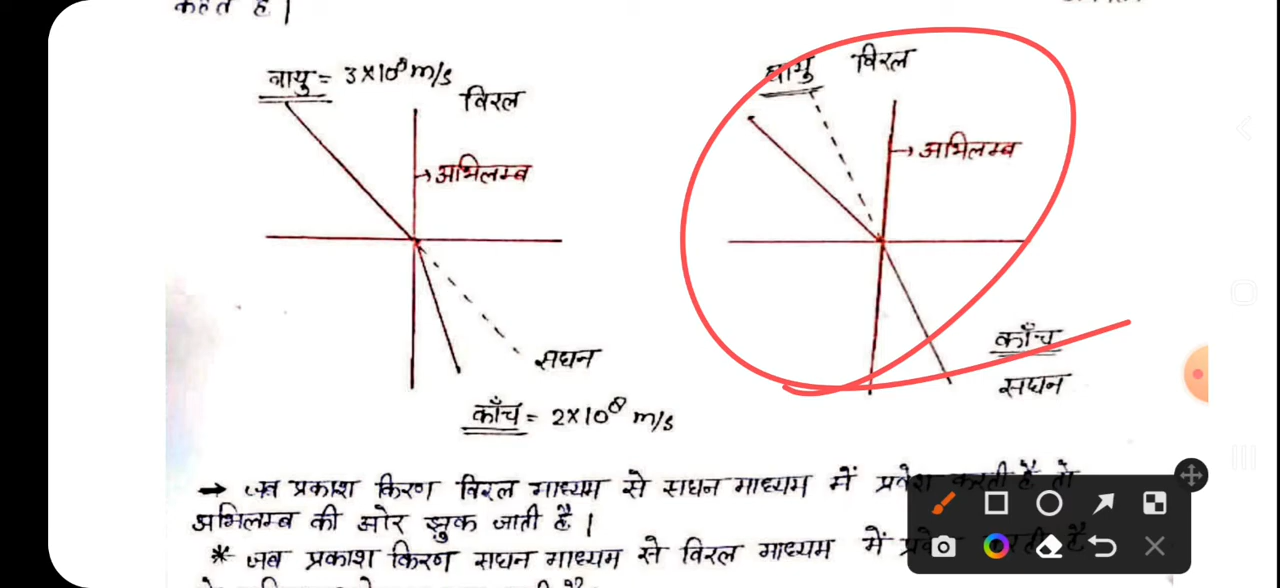 कहते है।
वायु = 3×10⁸ m/s
विरल
→ अभिलम्ब
सघन
काँच = 2×10⁸ m/s
वायु विरल
→ अभिलम्ब
काँच
सघन
→ जब प्रकाश किरण विरल माध्यम से सघन माध्यम में प्रवेश करती है तो
अभिलम्ब की ओर झुक जाती है।
* जब प्रकाश किरण सघन माध्यम से विरल माध्यम में